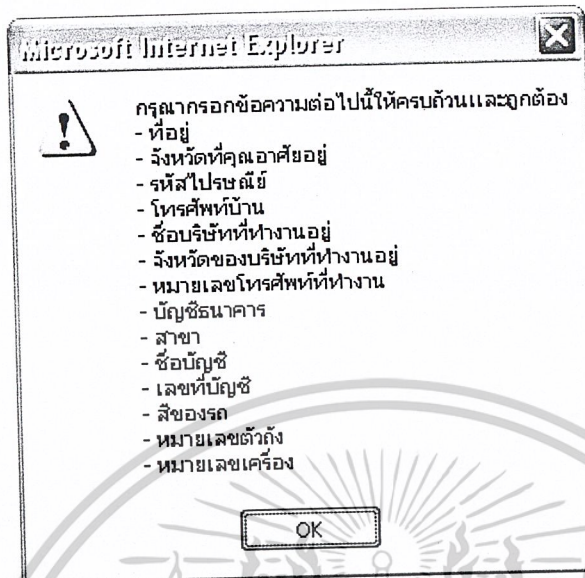 Microsoft Internet Explorer
กรุณากรอกข้อความต่อไปนี้ให้ครบถ้วนและถูกต้อง
- ที่อยู่
- จังหวัดที่คุณอาศัยอยู่
- รหัสไปรษณีย์
- โทรศัพท์บ้าน
- ชื่อบริษัทที่ทำงานอยู่
- จังหวัดของบริษัทที่ทำงานอยู่
- หมายเลขโทรศัพท์ที่ทำงาน
- บัญชีธนาคาร
- สาขา
- ชื่อบัญชี
- เลขที่บัญชี
- สีของรถ
- หมายเลขตัวถัง
- หมายเลขเครื่อง
OK